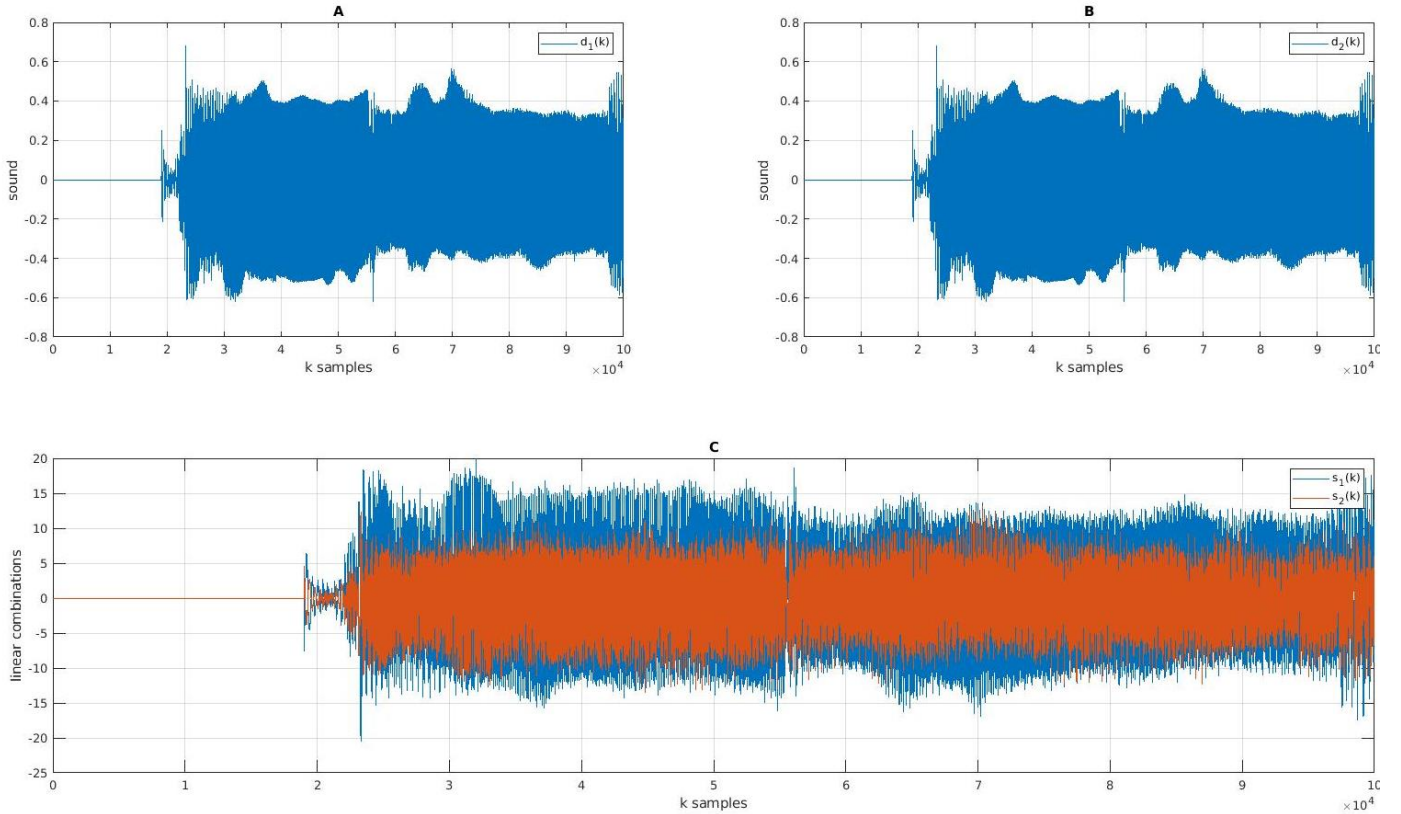 A
0.8
0.6
0.4
0.2
0
-0.2
-0.4
-0.6
-0.8
sound
d1(k)
0 1 2 3 4 5 6 7 8 9 10
k samples
×10^4
B
0.8
0.6
0.4
0.2
0
-0.2
-0.4
-0.6
-0.8
sound
d2(k)
0 1 2 3 4 5 6 7 8 9 10
k samples
×10^4
C
20
15
10
5
0
-5
-10
-15
-20
-25
linear combinations
s1(k)
s2(k)
0 1 2 3 4 5 6 7 8 9 10
k samples
×10^4